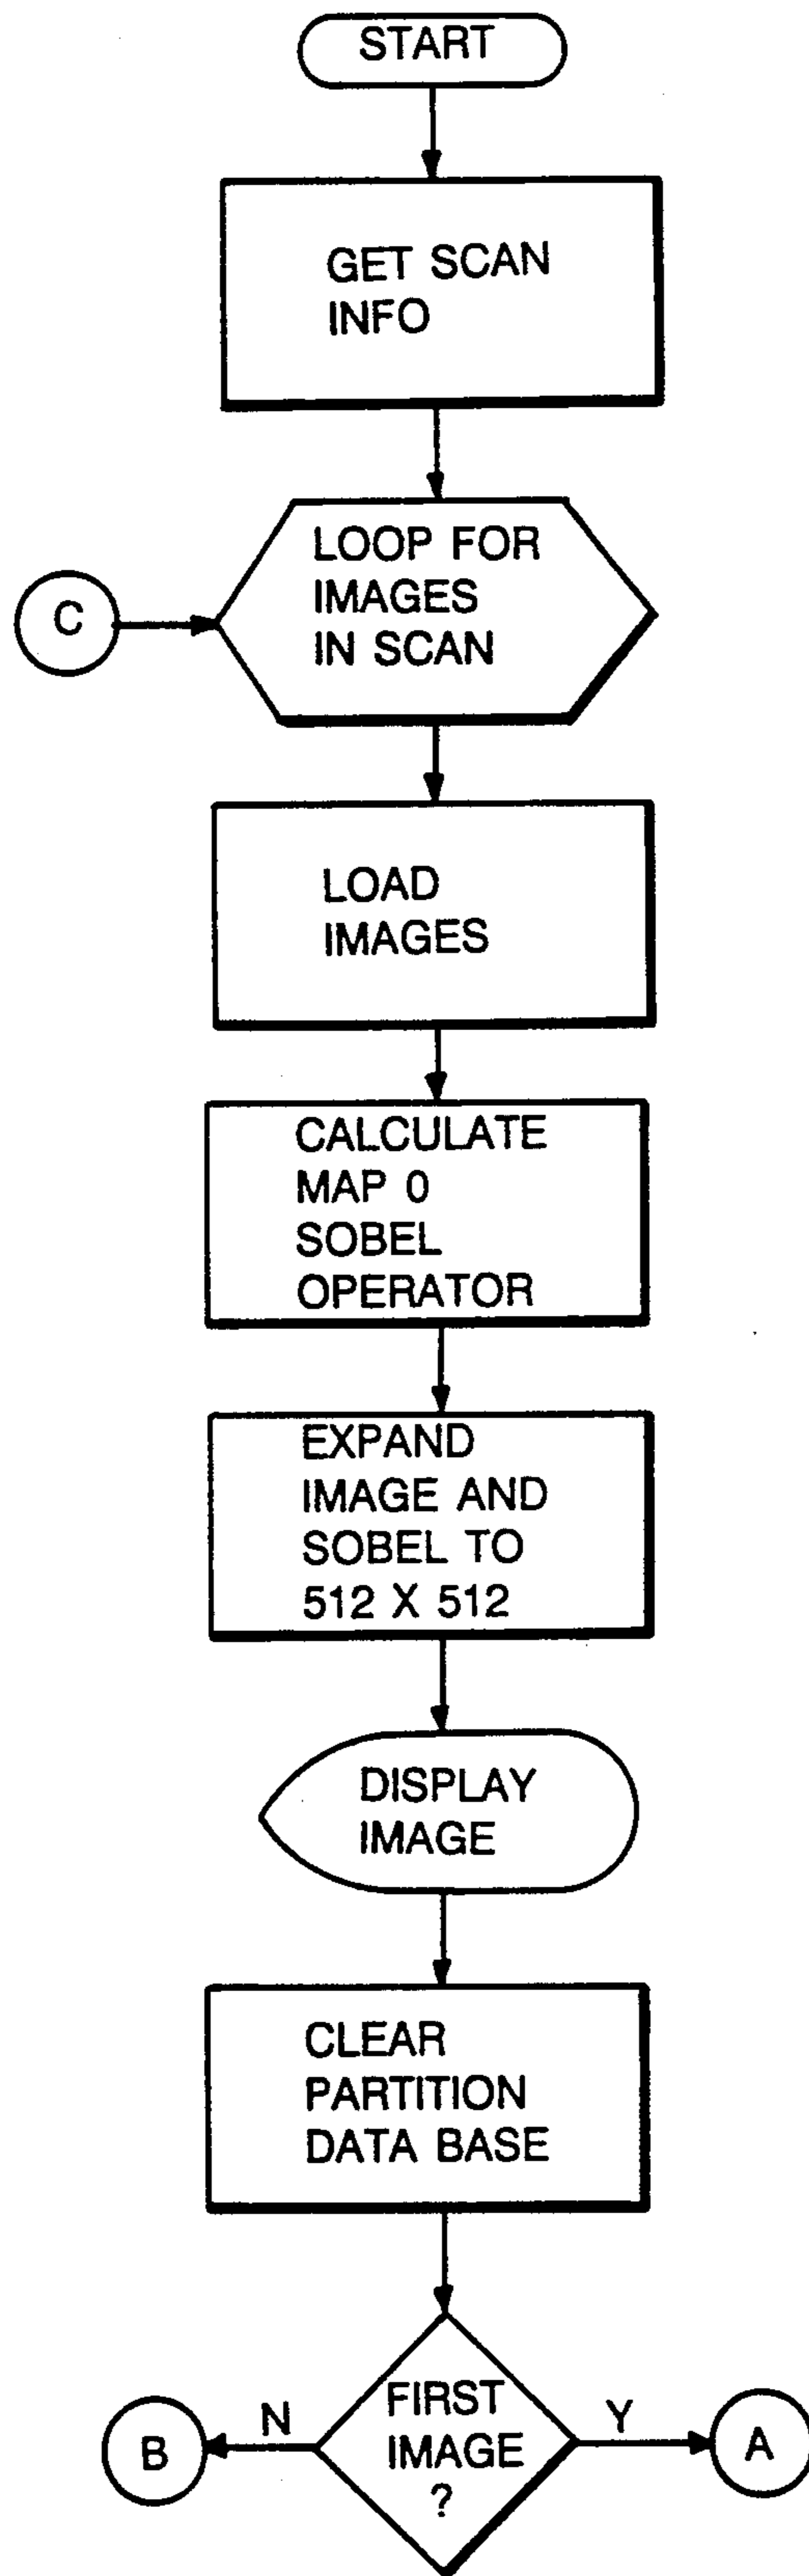 START
GET SCAN
INFO
LOOP FOR
IMAGES
IN SCAN
C
LOAD
IMAGES
CALCULATE
MAP 0
SOBEL
OPERATOR
EXPAND
IMAGE AND
SOBEL TO
512 X 512
DISPLAY
IMAGE
CLEAR
PARTITION
DATA BASE
FIRST
IMAGE
?
N
Y
B
A